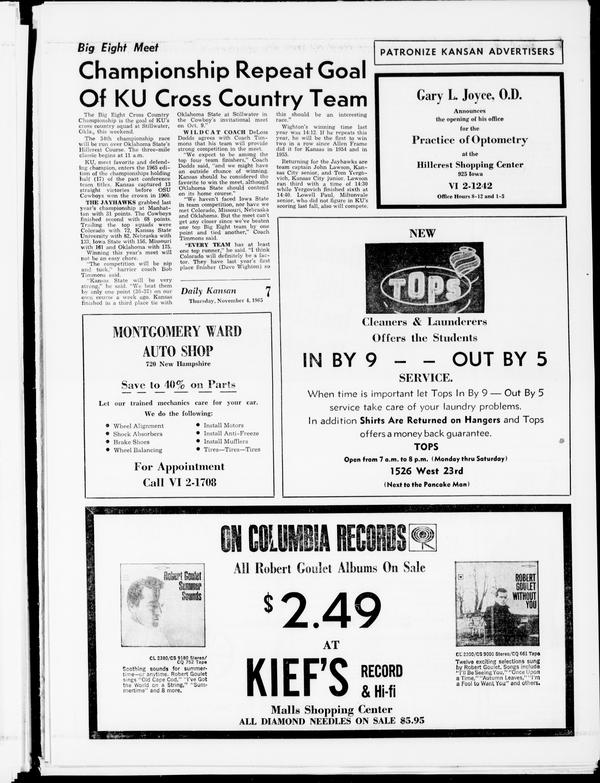 Big Eight Meet
Championship Repeat Goal
Of KU Cross Country Team
The Big Eight Cross Country
Championship is the goal of KU's
cross country squad at Stillwater,
Okla., this weekend.
The 34th championship race
will be run over Oklahoma State's
Hillcrest Course. The three-mile
classic begins at 11 a.m.
KU, meet favorite and defend-
ing champion, enters the 1965 edi-
tion of the championships holding
half (17) of the past conference
team titles. Kansas captured 13
straight victories before OSU
Cowboys won the crown in 1960.
THE JAYHAWKS grabbed last
year's championship at Manhat-
tan with 31 points. The Cowboys
finished second with 68 points.
Trailing the top squads were
Colorado with 72, Kansas State
University with 82, Nebraska with
133, Iowa State with 156, Missouri
with 161 and Oklahoma with 175.
Winning this year's meet will
not be an easy chore.
"The competition will be nip
and tuck," harrier coach Bob
Timmons said.
"Kansas State will be very
strong," he said. "We beat them
by only one point (26-27) on our
own course a week ago. Kansas
finished in a third place tie with
Oklahoma State at Stillwater in
the Cowboy's invitational meet
on Oct. 9."
WILDCAT COACH DeLoss
Dodds agrees with Coach Tim-
mons that his team will provide
strong competition in the meet.
"We expect to be among the
top four team finishers," Coach
Dodds said, "and we might have
an outside chance of winning.
Kansas should be considered the
favorite to win the meet, although
Oklahoma State should contend
on its home course."
"We haven't faced Iowa State
in team competition, nor have we
met Colorado, Missouri, Nebraska
and Oklahoma. But the meet can't
get any closer since we've beaten
one top Big Eight team by one
point and tied another," Coach
Timmons said.
"EVERY TEAM has at least
one top runner," he said. "I think
Colorado will definitely be a fac-
tor. They have last year's first
place finisher (Dave Wighton) so
this should be an interesting
race."
Wighton's winning time last
year was 14:12. If he repeats this
year, he will be the first to win
two in a row since Allen Frame
did it for Kansas in 1954 and in
1955.
Returning for the Jayhawks are
team captain John Lawson, Kan-
sas City senior, and Tom Yergo-
vich, Kansas City junior. Lawson
ran third with a time of 14:30
while Yergovich finished sixth at
14:40. Lowell Paul, Miltonvale
senior, who did not figure in KU's
scoring last fall, also will compete.
Daily Kansan 7
Thursday, November 4, 1965
PATRONIZE KANSAN ADVERTISERS
Gary L. Joyce, O.D.
Announces
the opening of his office
for the
Practice of Optometry
at the
Hillcrest Shopping Center
925 Iowa
VI 2-1242
Office Hours 8-12 and 1-5
NEW
TOPS
Cleaners & Launderers
Offers the Students
IN BY 9 — — OUT BY 5
SERVICE.
When time is important let Tops In By 9 — Out By 5
service take care of your laundry problems.
In addition Shirts Are Returned on Hangers and Tops
offers a money back guarantee.
TOPS
Open from 7 a.m. to 8 p.m. (Monday thru Saturday)
1526 West 23rd
(Next to the Pancake Man)
MONTGOMERY WARD
AUTO SHOP
720 New Hampshire
Save to 40% on Parts
Let our trained mechanics care for your car.
We do the following:
• Wheel Alignment
• Shock Absorbers
• Brake Shoes
• Wheel Balancing
• Install Motors
• Install Anti-Freeze
• Install Mufflers
• Tires—Tires—Tires
For Appointment
Call VI 2-1708
ON COLUMBIA RECORDS
All Robert Goulet Albums On Sale
$2.49
AT
KIEF'S RECORD
& Hi-fi
Malls Shopping Center
ALL DIAMOND NEEDLES ON SALE $5.95
Robert Goulet
Summer
Sounds
CL 2380/CS 9180 Stereo/
CQ 752 Tape
Soothing sounds for summer-
time—or anytime. Robert Goulet
sings "Old Cape Cod," "I've Got
the World on a String," "Sum-
mertime" and 8 more.
ROBERT
GOULET
WITHOUT
YOU
CL 2200/CS 9000 Stereo/CQ 661 Tape
Twelve exciting selections sung
by Robert Goulet. Songs include
"I'll Be Seeing You," "Once Upon
a Time," "Autumn Leaves," "I'm
a Fool to Want You" and others.